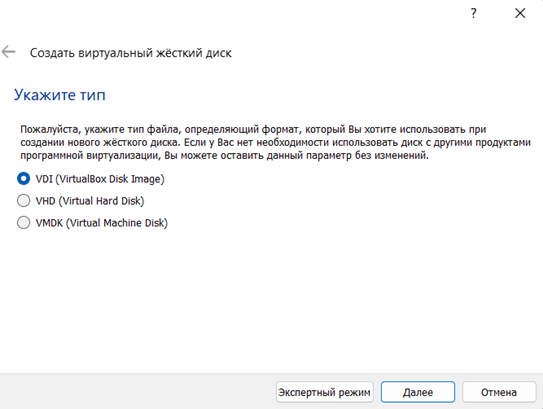 ?
Создать виртуальный жёсткий диск
Укажите тип
Пожалуйста, укажите тип файла, определяющий формат, который Вы хотите использовать при
создании нового жёсткого диска. Если у Вас нет необходимости использовать диск с другими продуктами
программной виртуализации, Вы можете оставить данный параметр без изменений.
VDI (VirtualBox Disk Image)
VHD (Virtual Hard Disk)
VMDK (Virtual Machine Disk)
Экспертный режим Далее Отмена